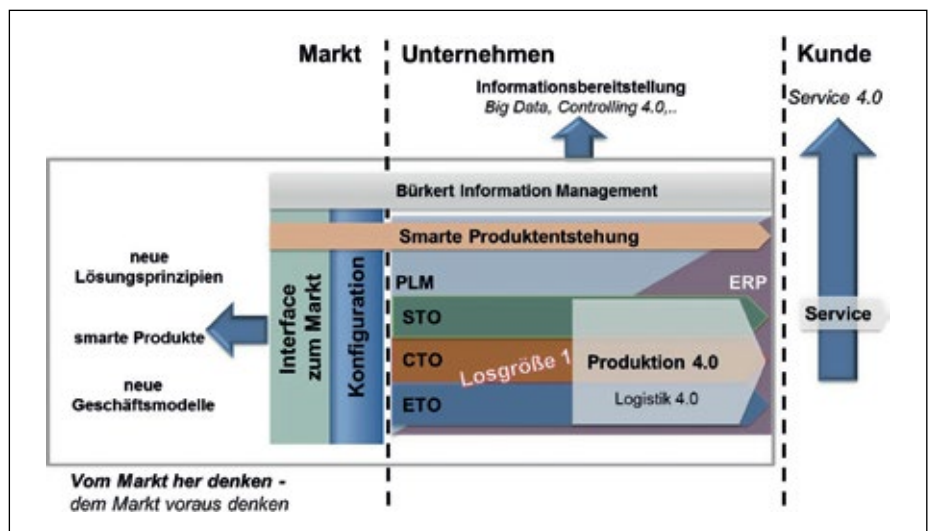 Markt
Unternehmen
Kunde
Informationsbereitstellung
Big Data, Controlling 4.0,..
Service 4.0
Bürkert Information Management
Smarte Produktentstehung
neue
Lösungsprinzipien
smarte Produkte
neue
Geschäftsmodelle
Interface
zum Markt
Konfiguration
PLM
ERP
STO
CTO
ETO
Losgröße 1
Produktion 4.0
Logistik 4.0
Service
Vom Markt her denken -
dem Markt voraus denken